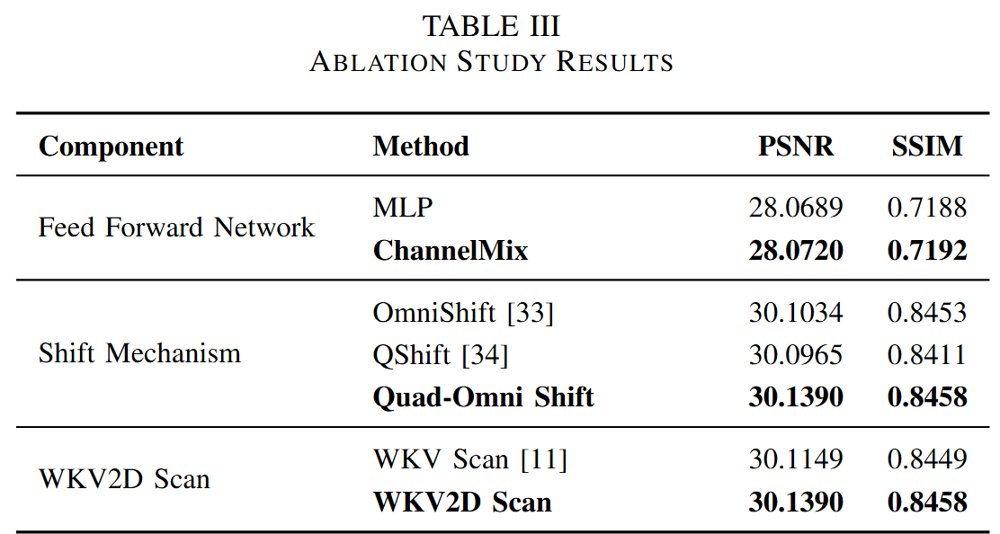 TABLE III
ABLATION STUDY RESULTS
Component Method PSNR SSIM
Feed Forward Network
MLP 28.0689 0.7188
ChannelMix 28.0720 0.7192
Shift Mechanism
OmniShift [33] 30.1034 0.8453
QShift [34] 30.0965 0.8411
Quad-Omni Shift 30.1390 0.8458
WKV2D Scan
WKV Scan [11] 30.1149 0.8449
WKV2D Scan 30.1390 0.8458